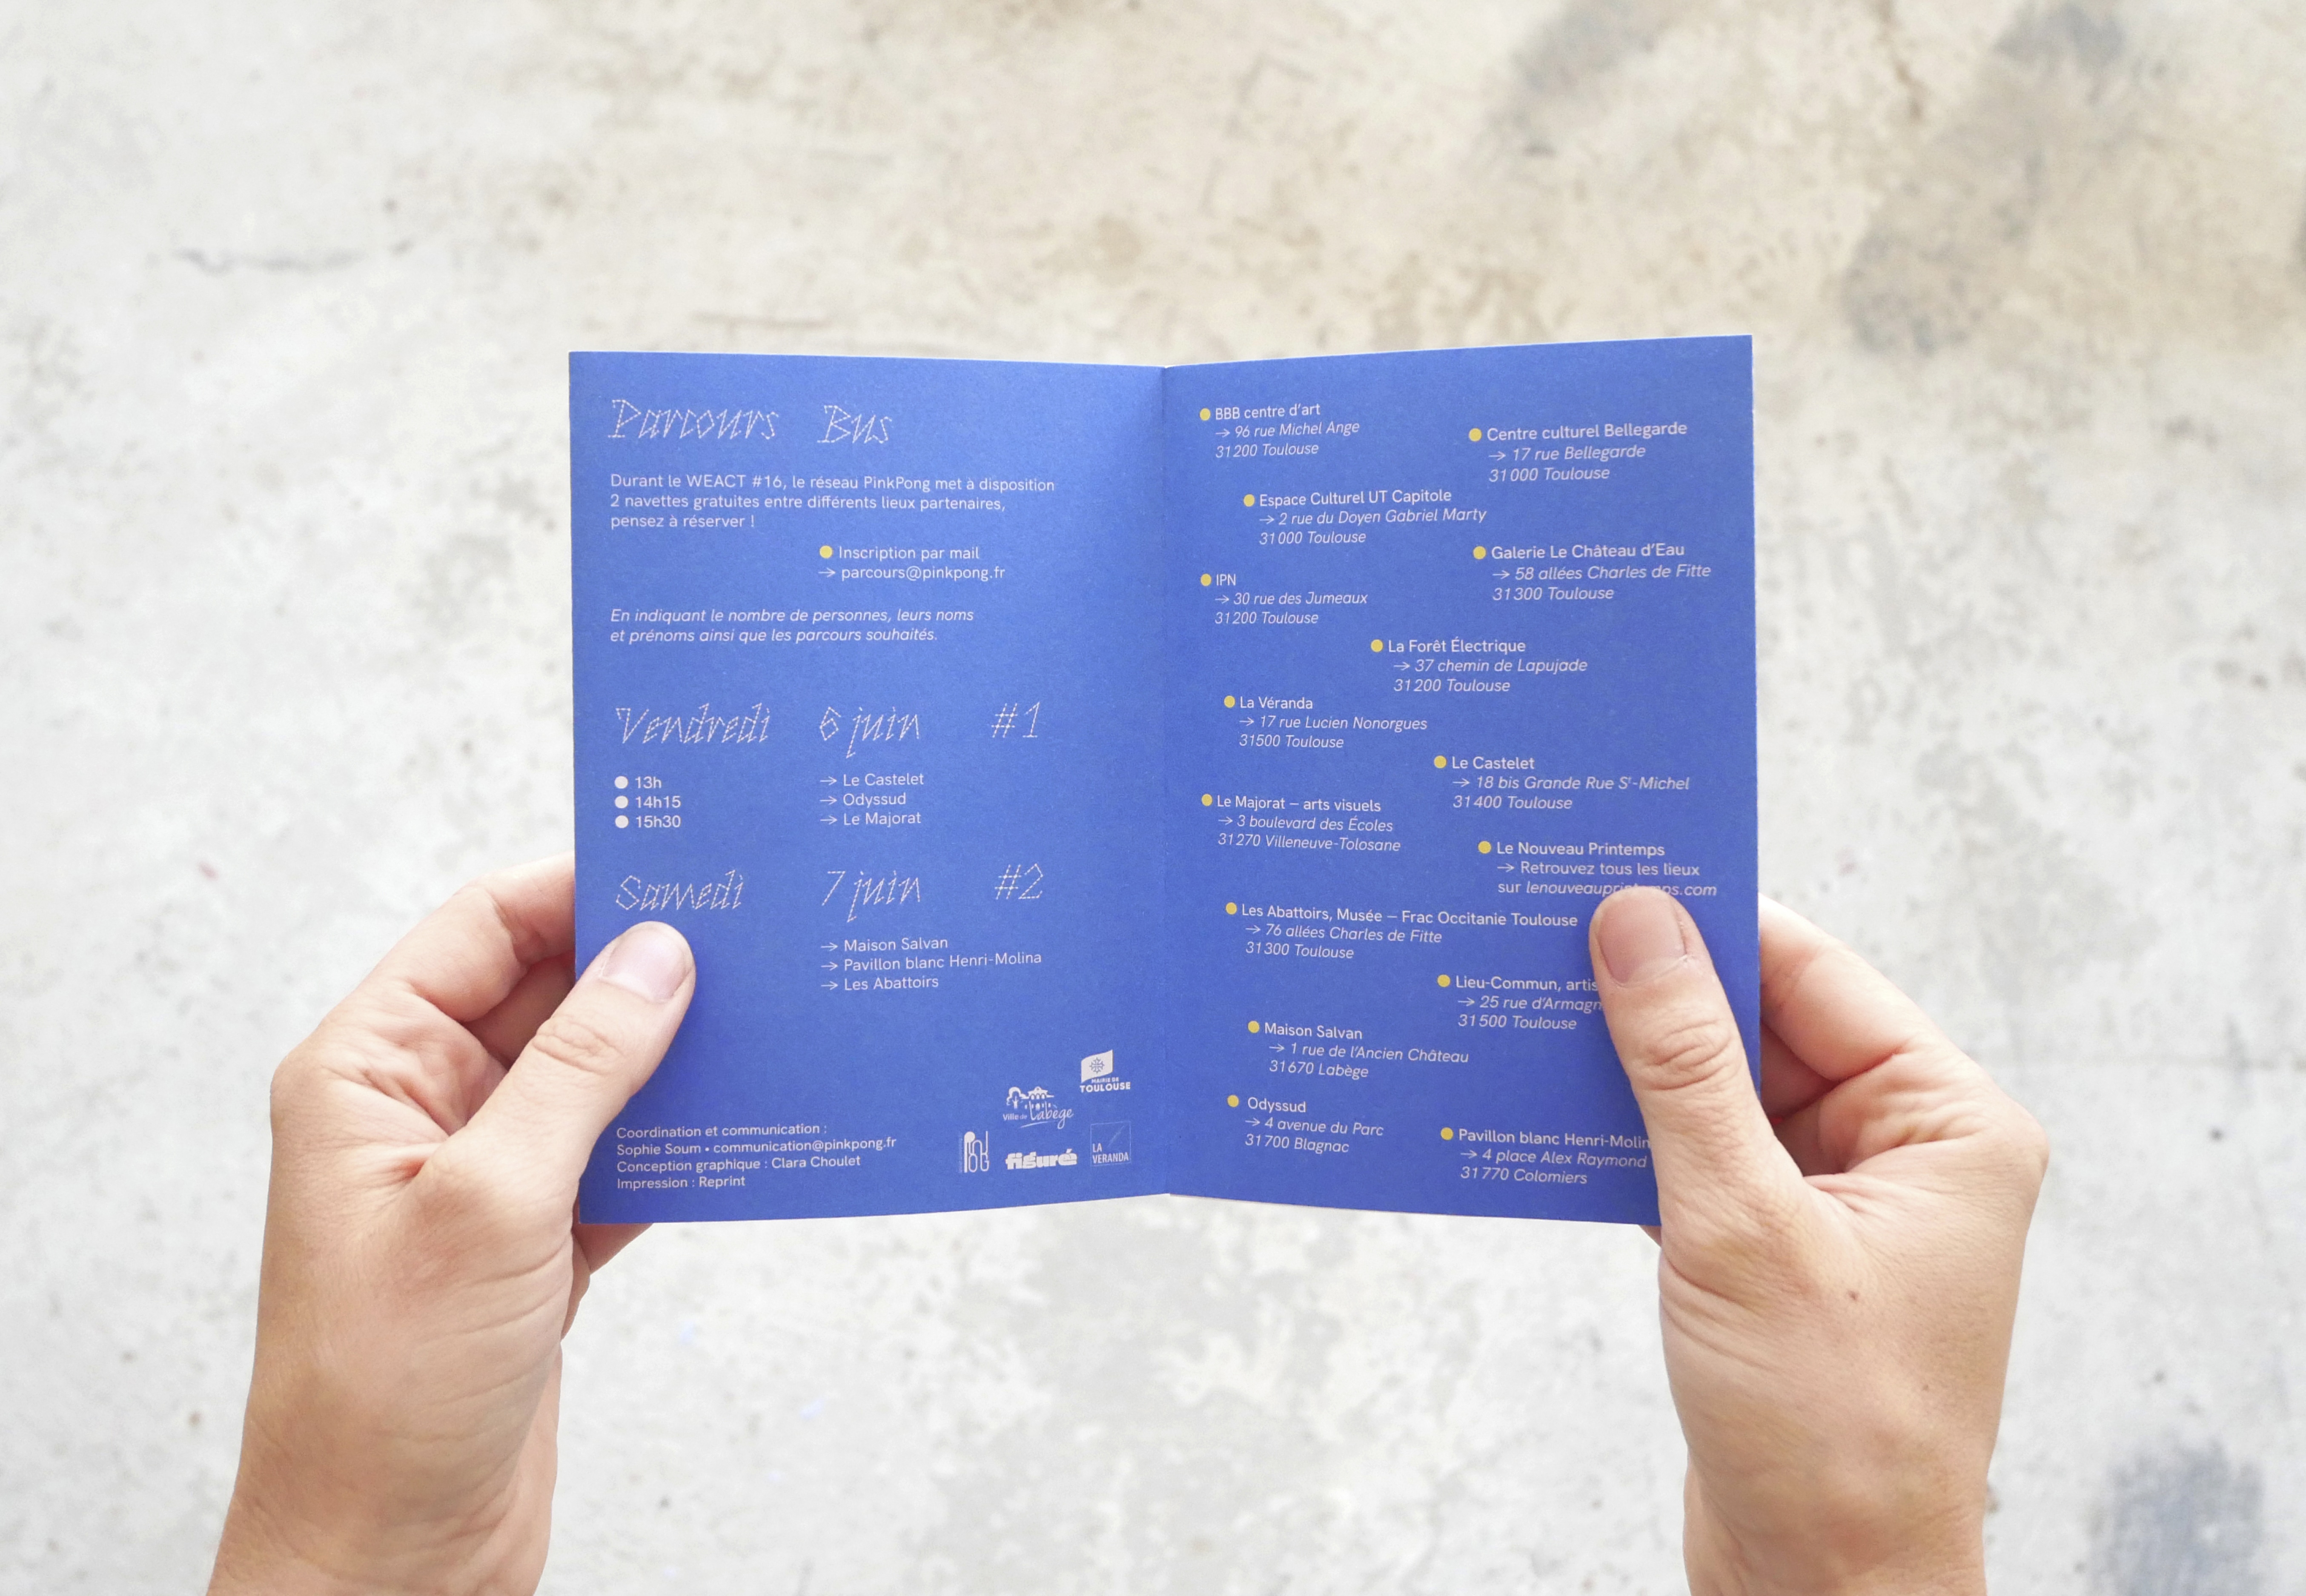 Parcours Bus
Durant le WEACT #16, le réseau PinkPong met à disposition
2 navettes gratuites entre différents lieux partenaires,
pensez à réserver !
Inscription par mail
→ parcours@pinkpong.fr
En indiquant le nombre de personnes, leurs noms
et prénoms ainsi que les parcours souhaités.
Vendredi 6 juin #1
13h → Le Castelet
14h15 → Odyssud
15h30 → Le Majorat
Samedi 7 juin #2
→ Maison Salvan
→ Pavillon blanc Henri-Molina
→ Les Abattoirs
MAIRIE DE
TOULOUSE
Ville de Labège
figuré
LA
VERANDA
Coordination et communication :
Sophie Soum • communication@pinkpong.fr
Conception graphique : Clara Choulet
Impression : Reprint
BBB centre d'art
→ 96 rue Michel Ange
31200 Toulouse
Centre culturel Bellegarde
→ 17 rue Bellegarde
31000 Toulouse
Espace Culturel UT Capitole
→ 2 rue du Doyen Gabriel Marty
31000 Toulouse
Galerie Le Château d'Eau
→ 58 allées Charles de Fitte
31300 Toulouse
IPN
→ 30 rue des Jumeaux
31200 Toulouse
La Forêt Électrique
→ 37 chemin de Lapujade
31200 Toulouse
La Véranda
→ 17 rue Lucien Nonorgues
31500 Toulouse
Le Castelet
→ 18 bis Grande Rue St-Michel
31400 Toulouse
Le Majorat – arts visuels
→ 3 boulevard des Écoles
31270 Villeneuve-Tolosane
Le Nouveau Printemps
→ Retrouvez tous les lieux
sur
Les Abattoirs, Musée – Frac Occitanie Toulouse
→ 76 allées Charles de Fitte
31300 Toulouse
Lieu-Commun,
→ 25 rue
31500 Toulouse
Maison Salvan
→ 1 rue de l'Ancien Château
31670 Labège
Odyssud
→ 4 avenue du Parc
31700 Blagnac
Pavillon blanc
→ 4 place Alex Raymond
31770 Colomiers